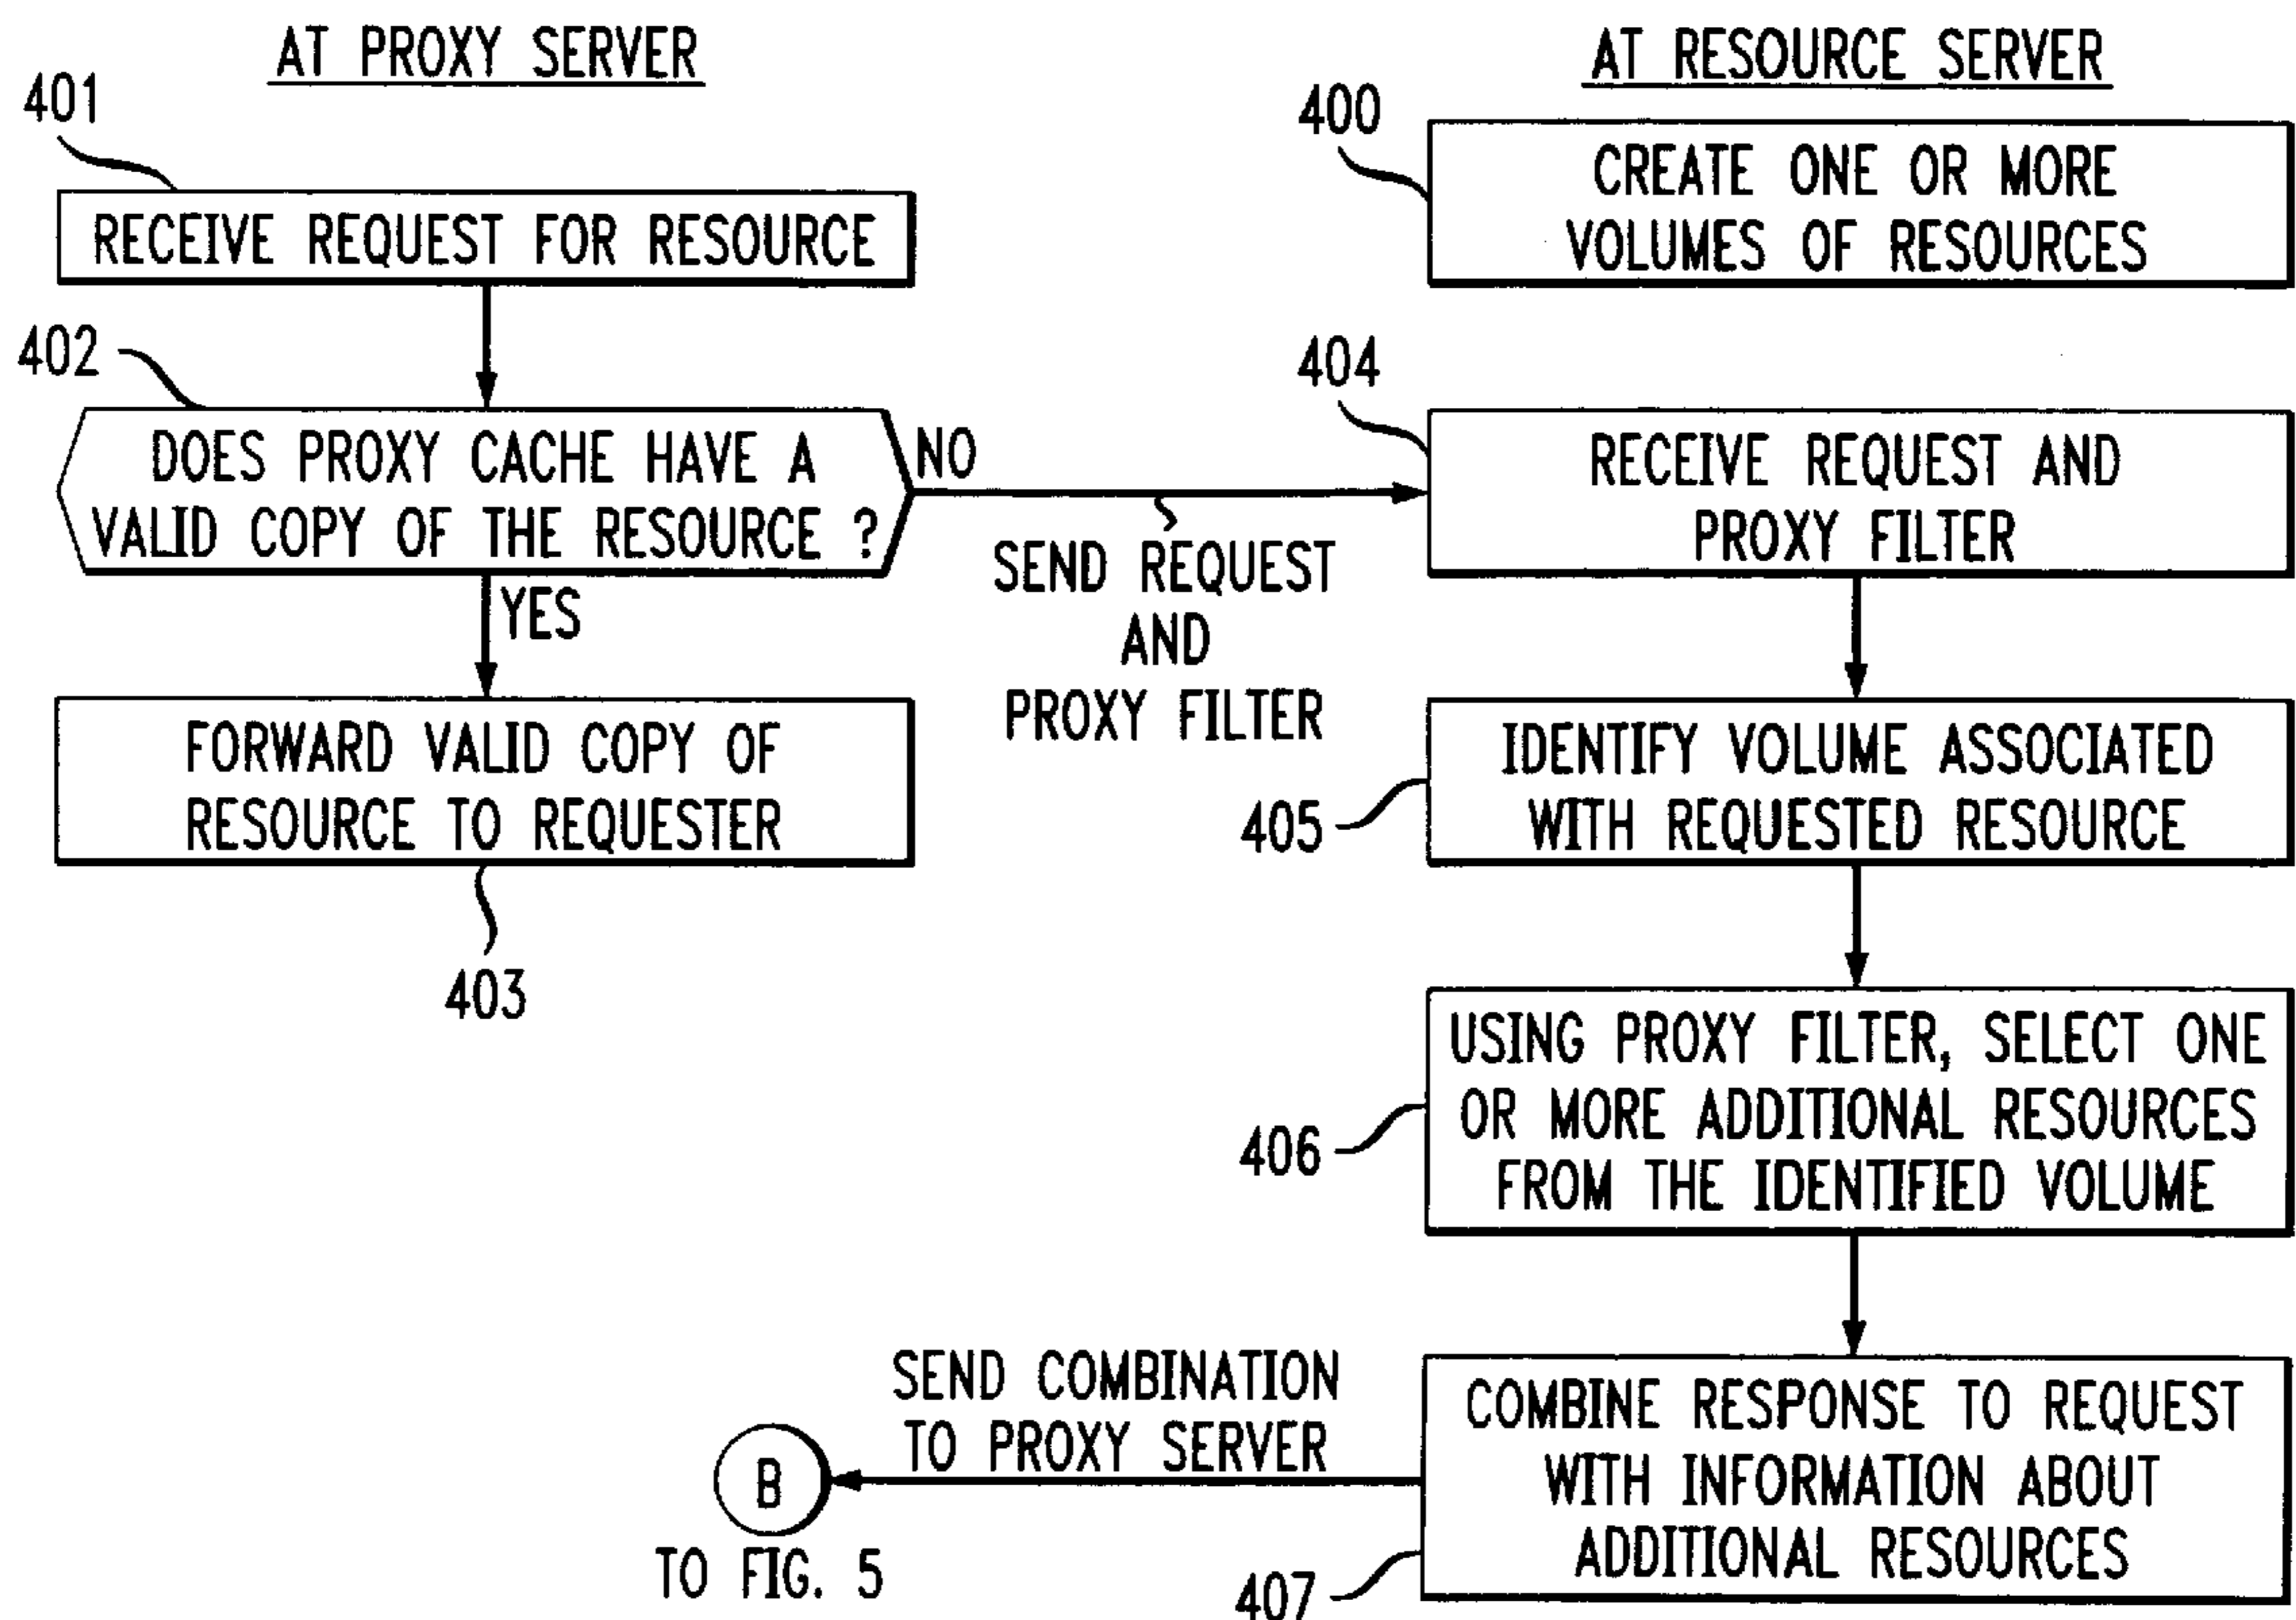 AT PROXY SERVER
401
RECEIVE REQUEST FOR RESOURCE
402
DOES PROXY CACHE HAVE A
VALID COPY OF THE RESOURCE ?
NO
SEND REQUEST
AND
PROXY FILTER
YES
FORWARD VALID COPY OF
RESOURCE TO REQUESTER
403
AT RESOURCE SERVER
400
CREATE ONE OR MORE
VOLUMES OF RESOURCES
404
RECEIVE REQUEST AND
PROXY FILTER
IDENTIFY VOLUME ASSOCIATED
WITH REQUESTED RESOURCE
405
USING PROXY FILTER, SELECT ONE
OR MORE ADDITIONAL RESOURCES
FROM THE IDENTIFIED VOLUME
406
COMBINE RESPONSE TO REQUEST
WITH INFORMATION ABOUT
ADDITIONAL RESOURCES
407
SEND COMBINATION
TO PROXY SERVER
B
TO FIG. 5